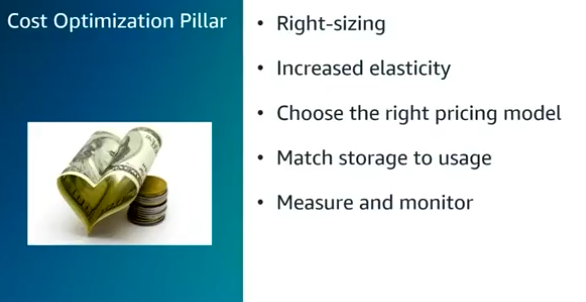 Cost Optimization Pillar
• Right-sizing
• Increased elasticity
• Choose the right pricing model
• Match storage to usage
• Measure and monitor